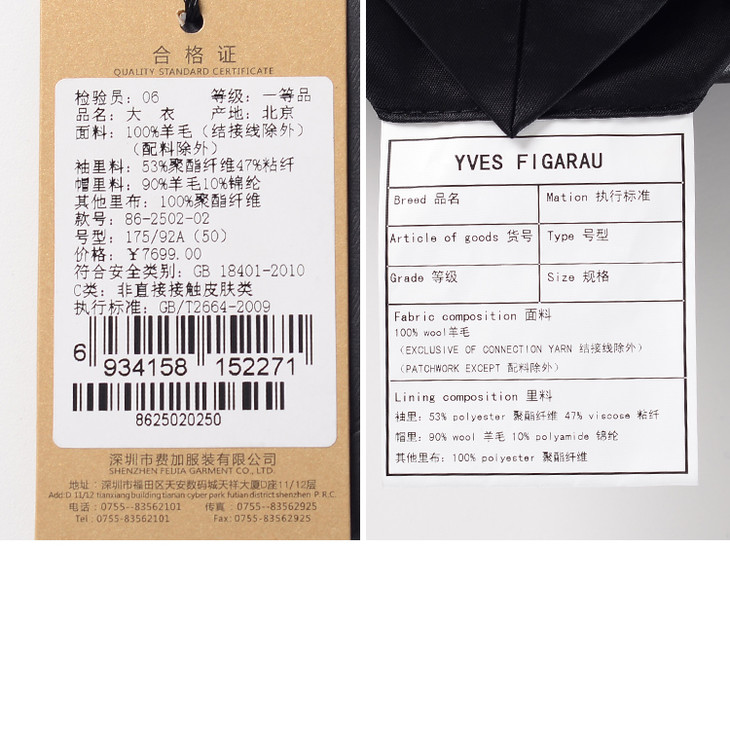 合格证
QUALITY STANDARD CERTIFICATE
检验员: 06 等级: 一等品
品名: 大 衣 产地: 北京
面料: 100%羊毛（结接线除外）
（配料除外）
袖里料: 53%聚酯纤维47%粘纤
帽里料: 90%羊毛10%锦纶
其他里布: 100%聚酯纤维
款号: 86-2502-02
号型: 175/92A (50)
价格: ￥7699.00
符合安全类别: GB 18401-2010
C类: 非直接接触皮肤类
执行标准: GB/T2664-2009
6 934158 152271
8625020250
深圳市费加服装有限公司
SHENZHEN FEIJIA GARMENT CO., LTD.
地址: 深圳市福田区天安数码城天祥大厦D座11/12层
Add:D 11/12 tianxiang building tianan cyber park futian district shenzhen P.R.C.
电话: 0755-83562101 传真: 0755-83562925
Tel: 0755-83562101 Fax: 0755-83562925
YVES FIGARAU
Breed 品名 Mation 执行标准
Article of goods 货号 Type 号型
Grade 等级 Size 规格
Fabric composition 面料
100% wool羊毛
（EXCLUSIVE OF CONNECTION YARN 结接线除外）
（PATCHWORK EXCEPT 配料除外）
Lining composition 里料
袖里: 53% polyester 聚酯纤维 47% viscose 粘纤
帽里: 90% wool 羊毛 10% polyamide 锦纶
其他里布: 100% polyester 聚酯纤维